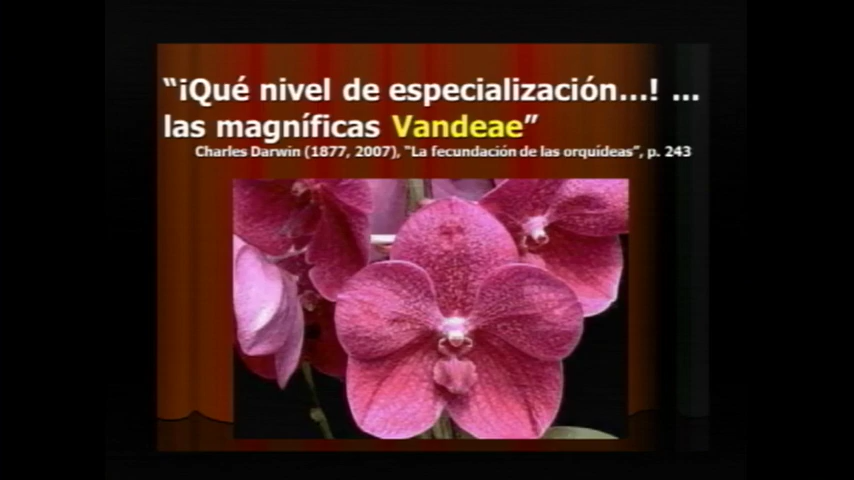 “¡Qué nivel de especialización...! ...
las magníficas Vandeae”
Charles Darwin (1877, 2007), “La fecundación de las orquídeas”, p. 243